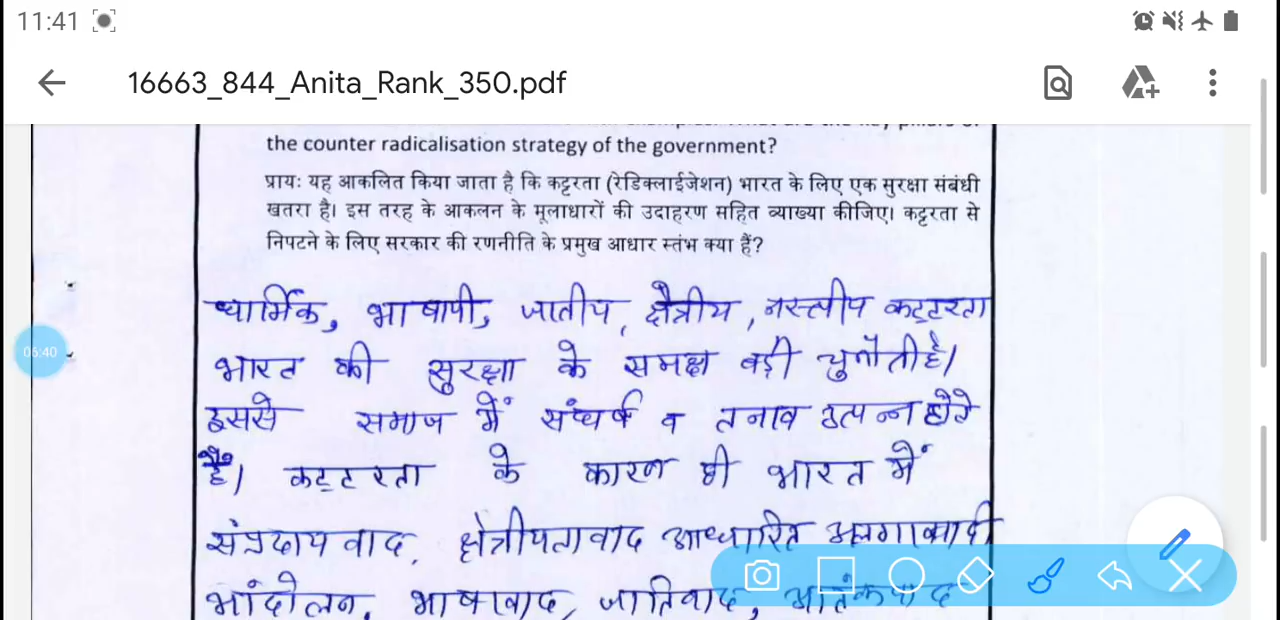 11:41
16663_844_Anita_Rank_350.pdf
the counter radicalisation strategy of the government?
प्रायः यह आकलित किया जाता है कि कट्टरता (रेडिक्लाईजेशन) भारत के लिए एक सुरक्षा संबंधी
खतरा है। इस तरह के आकलन के मूलाधारों की उदाहरण सहित व्याख्या कीजिए। कट्टरता से
निपटने के लिए सरकार की रणनीति के प्रमुख आधार स्तंभ क्या हैं?
धार्मिक, भाषायी, जातीय, क्षेत्रीय, नस्लीय कट्टरता
भारत की सुरक्षा के समक्ष बड़ी चुनौती है।
06:40
इससे समाज में संघर्ष व तनाव उत्पन्न होते
हैं। कट्टरता के कारण ही भारत में
संप्रदायवाद, क्षेत्रीयतावाद आधारित अलगाववादी
आंदोलन, भाषावाद, जातिवाद, आतंकवाद